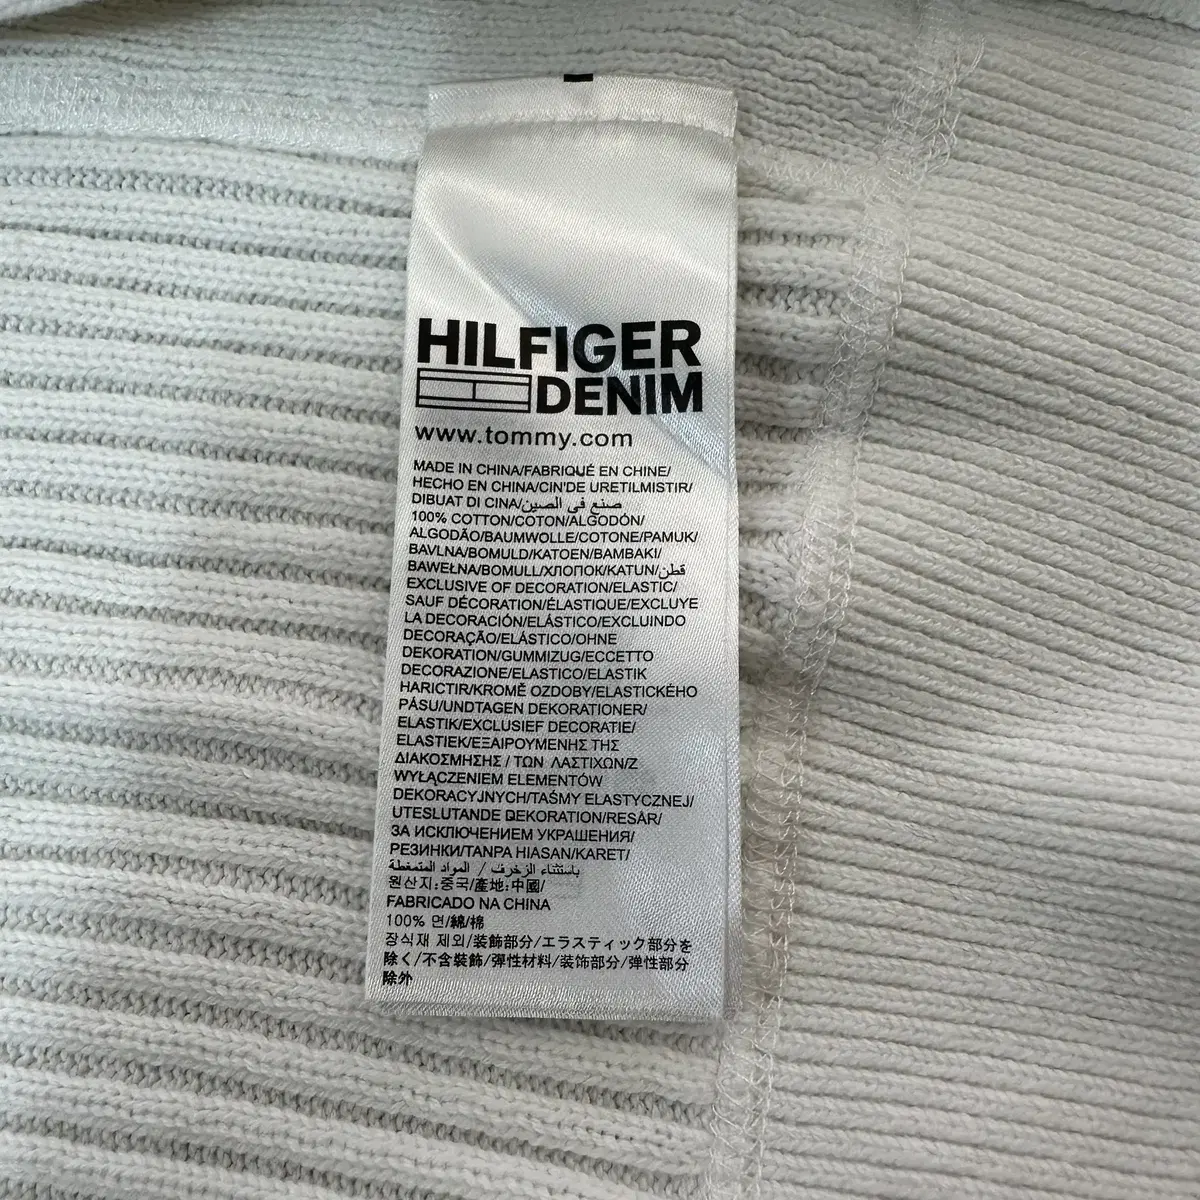 HILFIGER
DENIM
www.tommy.com
MADE IN CHINA/FABRIQUÉ EN CHINE/
HECHO EN CHINA/CIN'DE URETILMISTIR/
DIBUAT DI CINA/صنع في الصين
100% COTTON/COTON/ALGODÓN/
ALGODÃO/BAUMWOLLE/COTONE/PAMUK/
BAVLNA/BOMULD/KATOEN/BAMBAKI/
BAWEŁNA/BOMULL/ХЛОПОК/KATUN/قطن
EXCLUSIVE OF DECORATION/ELASTIC/
SAUF DÉCORATION/ÉLASTIQUE/EXCLUYE
LA DECORACIÓN/ELÁSTICO/EXCLUINDO
DECORAÇÃO/ELÁSTICO/OHNE
DEKORATION/GUMMIZUG/ECCETTO
DECORAZIONE/ELASTICO/ELASTIK
HARICTIR/KROMĚ OZDOBY/ELASTICKÉHO
PÁSU/UNDTAGEN DEKORATIONER/
ELASTIK/EXCLUSIEF DECORATIE/
ELASTIEK/ΕΞΑΙΡΟΥΜΕΝΗΣ ΤΗΣ
ΔΙΑΚΟΣΜΗΣΗΣ / ΤΩΝ ΛΑΣΤΙΧΩΝ/Z
WYŁĄCZENIEM ELEMENTÓW
DEKORACYJNYCH/TAŚMY ELASTYCZNEJ/
UTESLUTANDE DEKORATION/RESÅR/
ЗА ИСКЛЮЧЕНИЕМ УКРАШЕНИЯ/
РЕЗИНКИ/TANPA HIASAN/KARET/
باستثناء الزخرف / المواد المتمغطة
원산지:중국/産地:中國/
FABRICADO NA CHINA
100% 면/綿/棉
장식재 제외/装飾部分/エラスティック部分を
除く/不含裝飾/彈性材料/装饰部分/弹性部分
除外